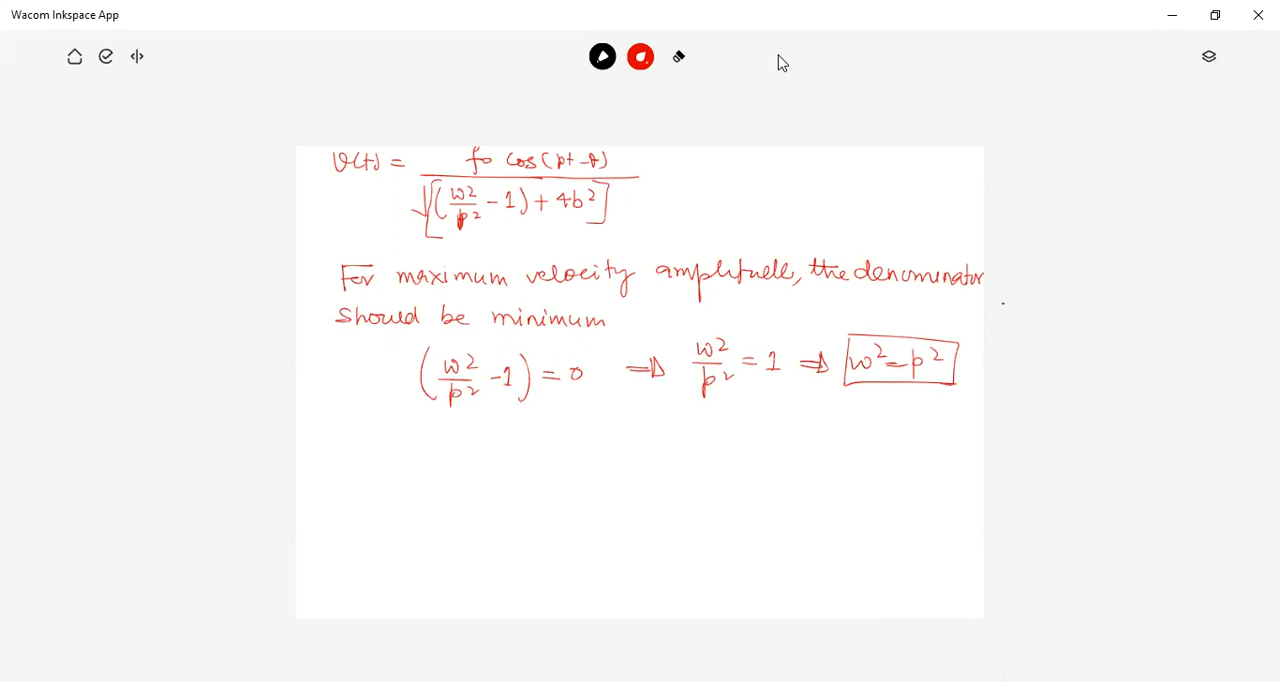 Wacom Inkspace App
v(t) = fo cos(pt - θ) / √[(ω²/p² - 1) + 4b²]
For maximum velocity amplitude, the denominator
should be minimum
(ω²/p² - 1) = 0 ⇒ ω²/p² = 1 ⇒ ω² = p²